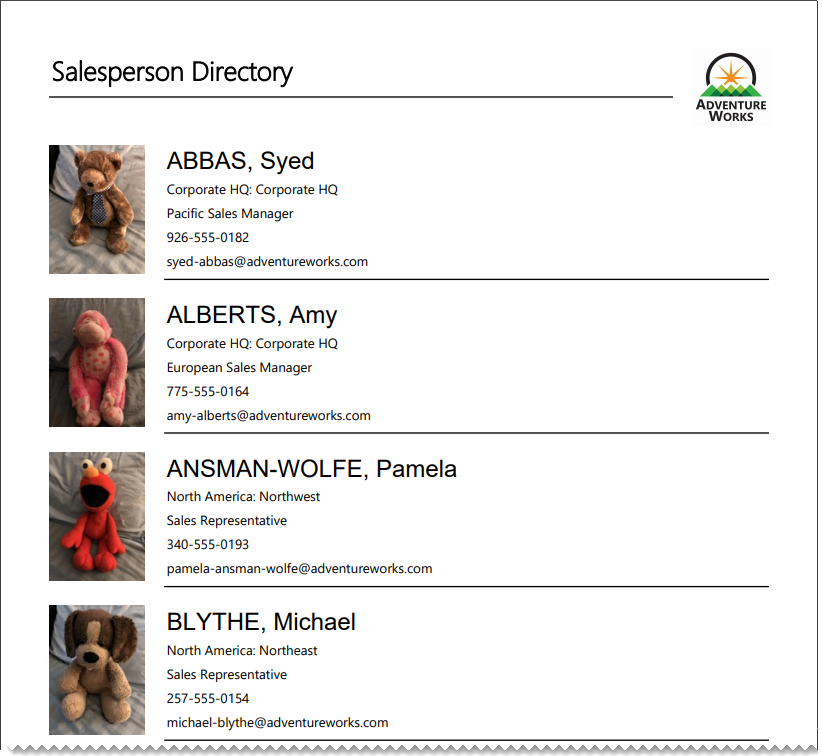 Salesperson Directory
ADVENTURE
WORKS
ABBAS, Syed
Corporate HQ: Corporate HQ
Pacific Sales Manager
926-555-0182
syed-abbas@adventureworks.com
ALBERTS, Amy
Corporate HQ: Corporate HQ
European Sales Manager
775-555-0164
amy-alberts@adventureworks.com
ANSMAN-WOLFE, Pamela
North America: Northwest
Sales Representative
340-555-0193
pamela-ansman-wolfe@adventureworks.com
BLYTHE, Michael
North America: Northeast
Sales Representative
257-555-0154
michael-blythe@adventureworks.com